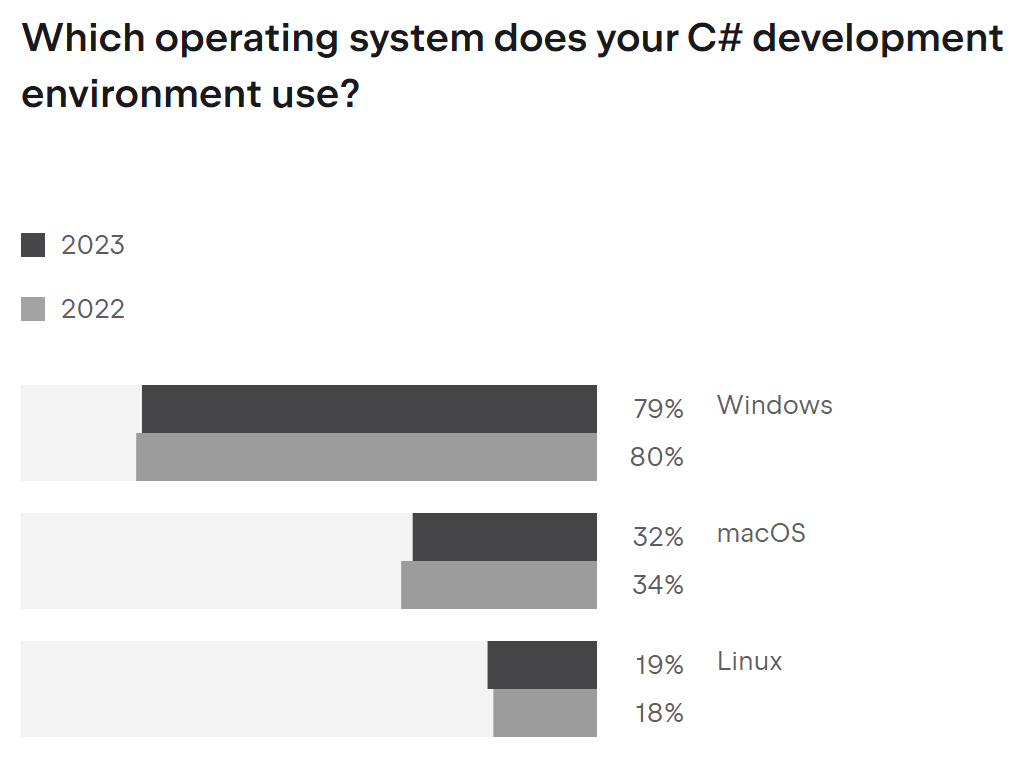 Which operating system does your C# development
environment use?
2023
2022
79% Windows
80%
32% macOS
34%
19% Linux
18%